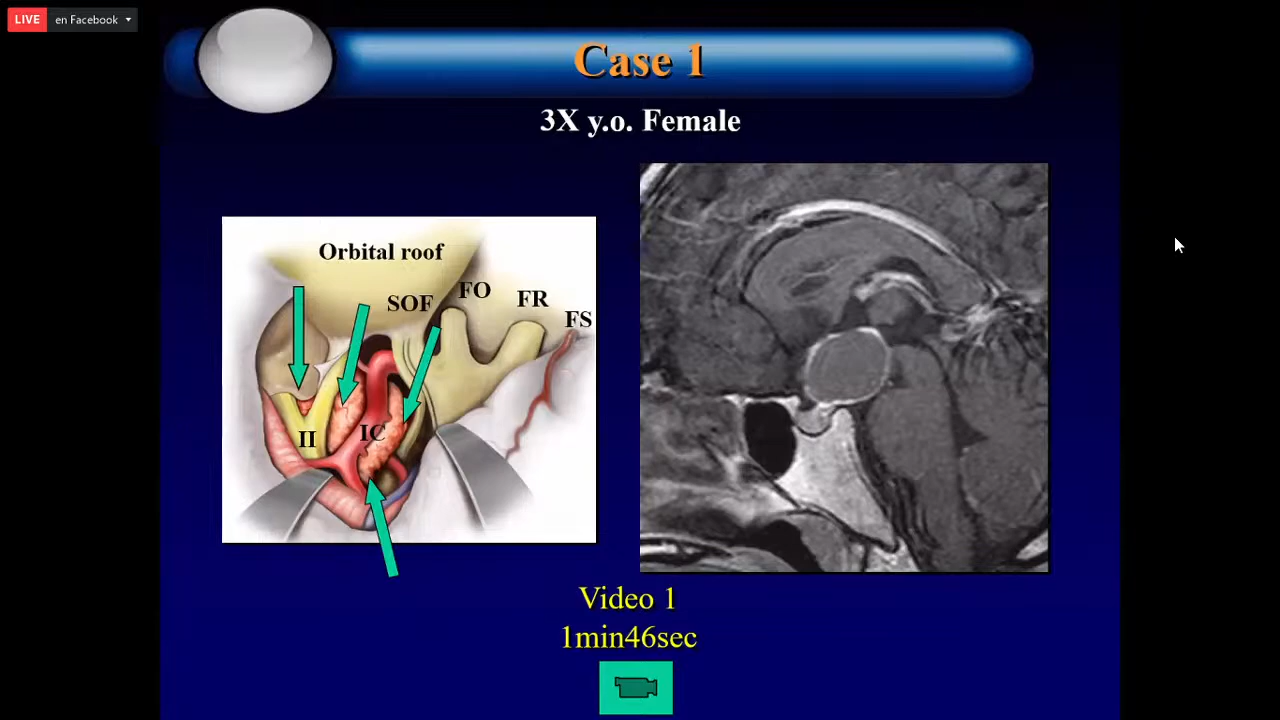 LIVE en Facebook
Case 1
3X y.o. Female
Orbital roof
SOF
FO
FR
FS
II
IC
Video 1
1min46sec